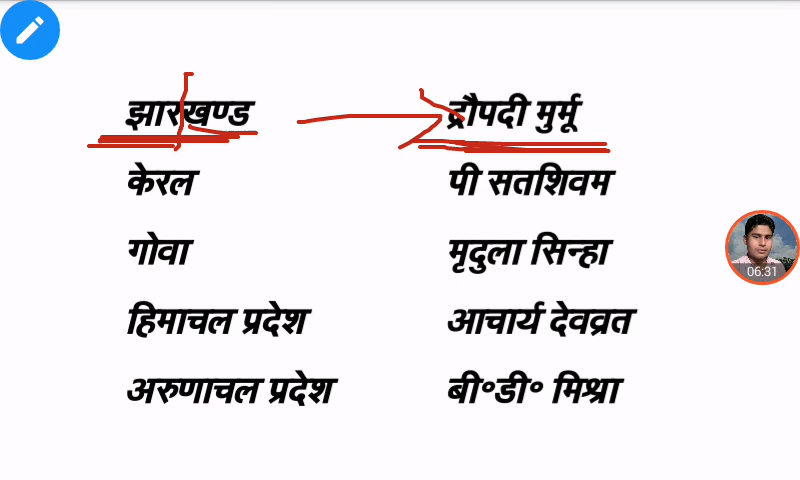 झारखण्ड द्रौपदी मुर्मू
केरल पी सतशिवम
गोवा मृदुला सिन्हा
06:31
हिमाचल प्रदेश आचार्य देवव्रत
अरुणाचल प्रदेश बी॰डी॰ मिश्रा